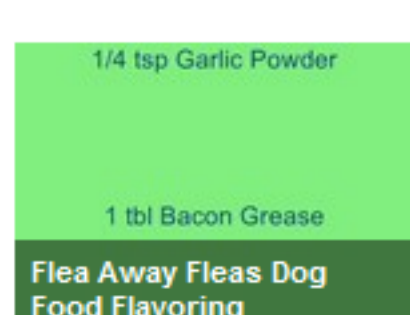 1/4 tsp Garlic Powder
1 tbl Bacon Grease
Flea Away Fleas Dog
Food Flavoring